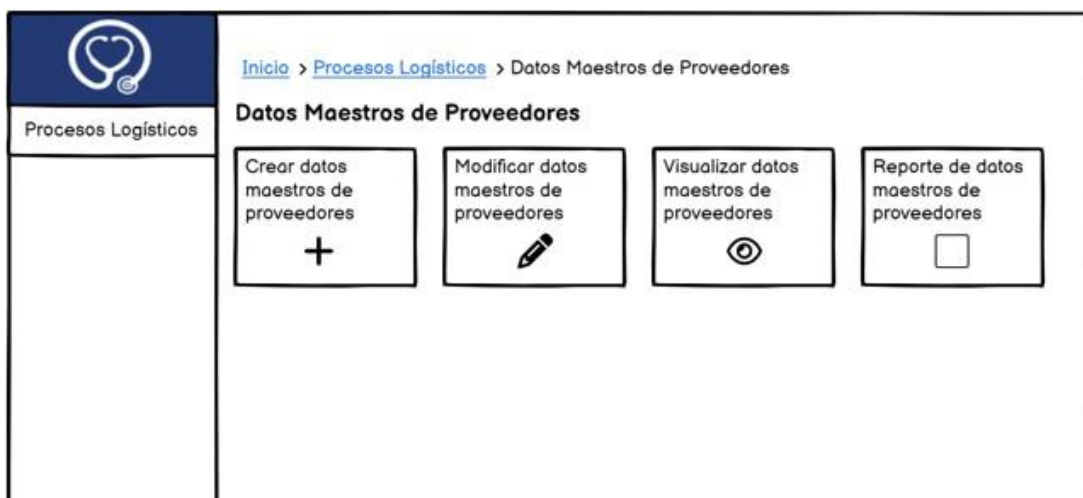 Inicio > Procesos Logísticos > Datos Maestros de Proveedores
Procesos Logísticos
Datos Maestros de Proveedores
Crear datos
maestros de
proveedores
Modificar datos
maestros de
proveedores
Visualizar datos
maestros de
proveedores
Reporte de datos
maestros de
proveedores